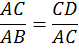 AC/AB = CD/AC